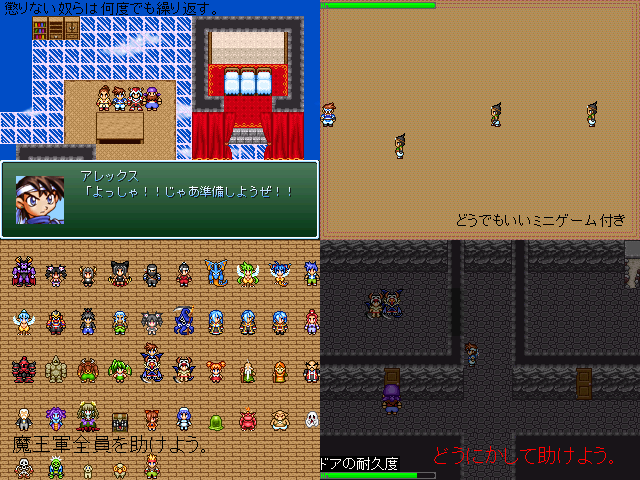 懲りない奴らは何度でも繰り返す。
アレックス
「よっしゃ！！じゃあ準備しようぜ！！
どうでもいいミニゲーム付き
魔王軍全員を助けよう。
ドアの耐久度
どうにかして助けよう。